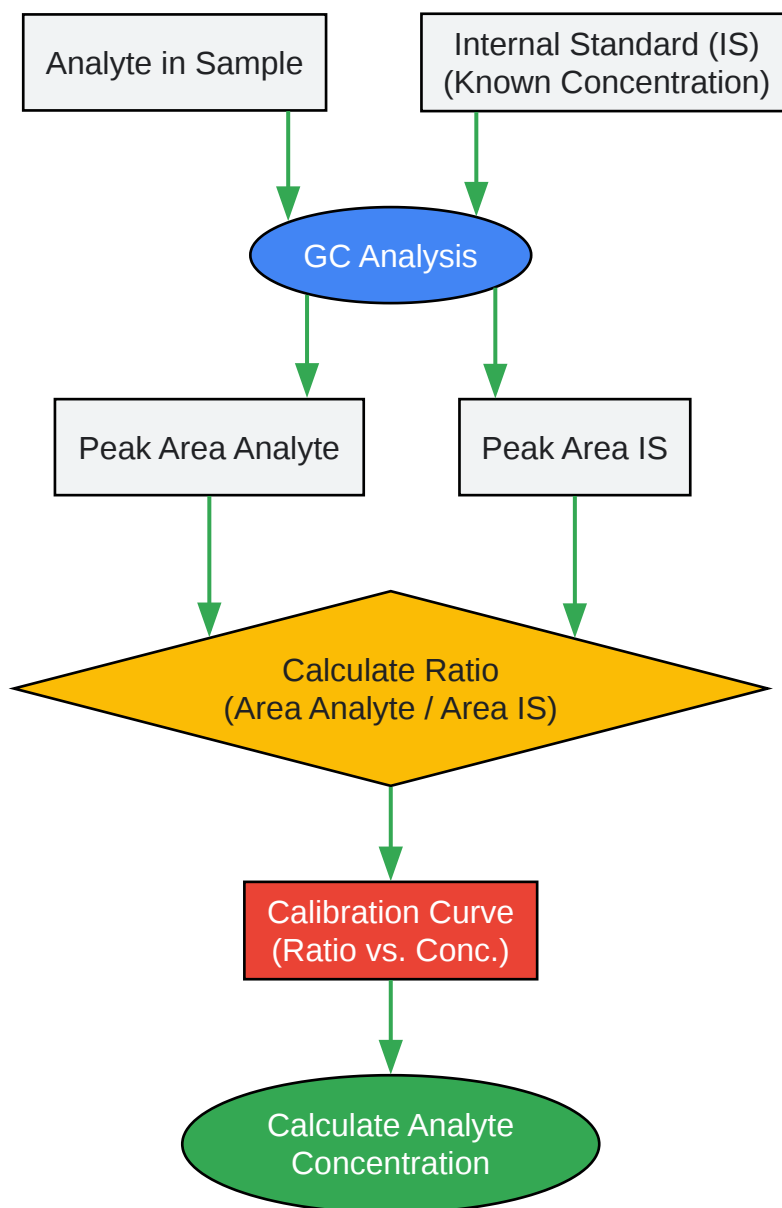 Analyte in Sample
Internal Standard (IS)
(Known Concentration)
GC Analysis
Peak Area Analyte
Peak Area IS
Calculate Ratio
(Area Analyte / Area IS)
Calibration Curve
(Ratio vs. Conc.)
Calculate Analyte
Concentration